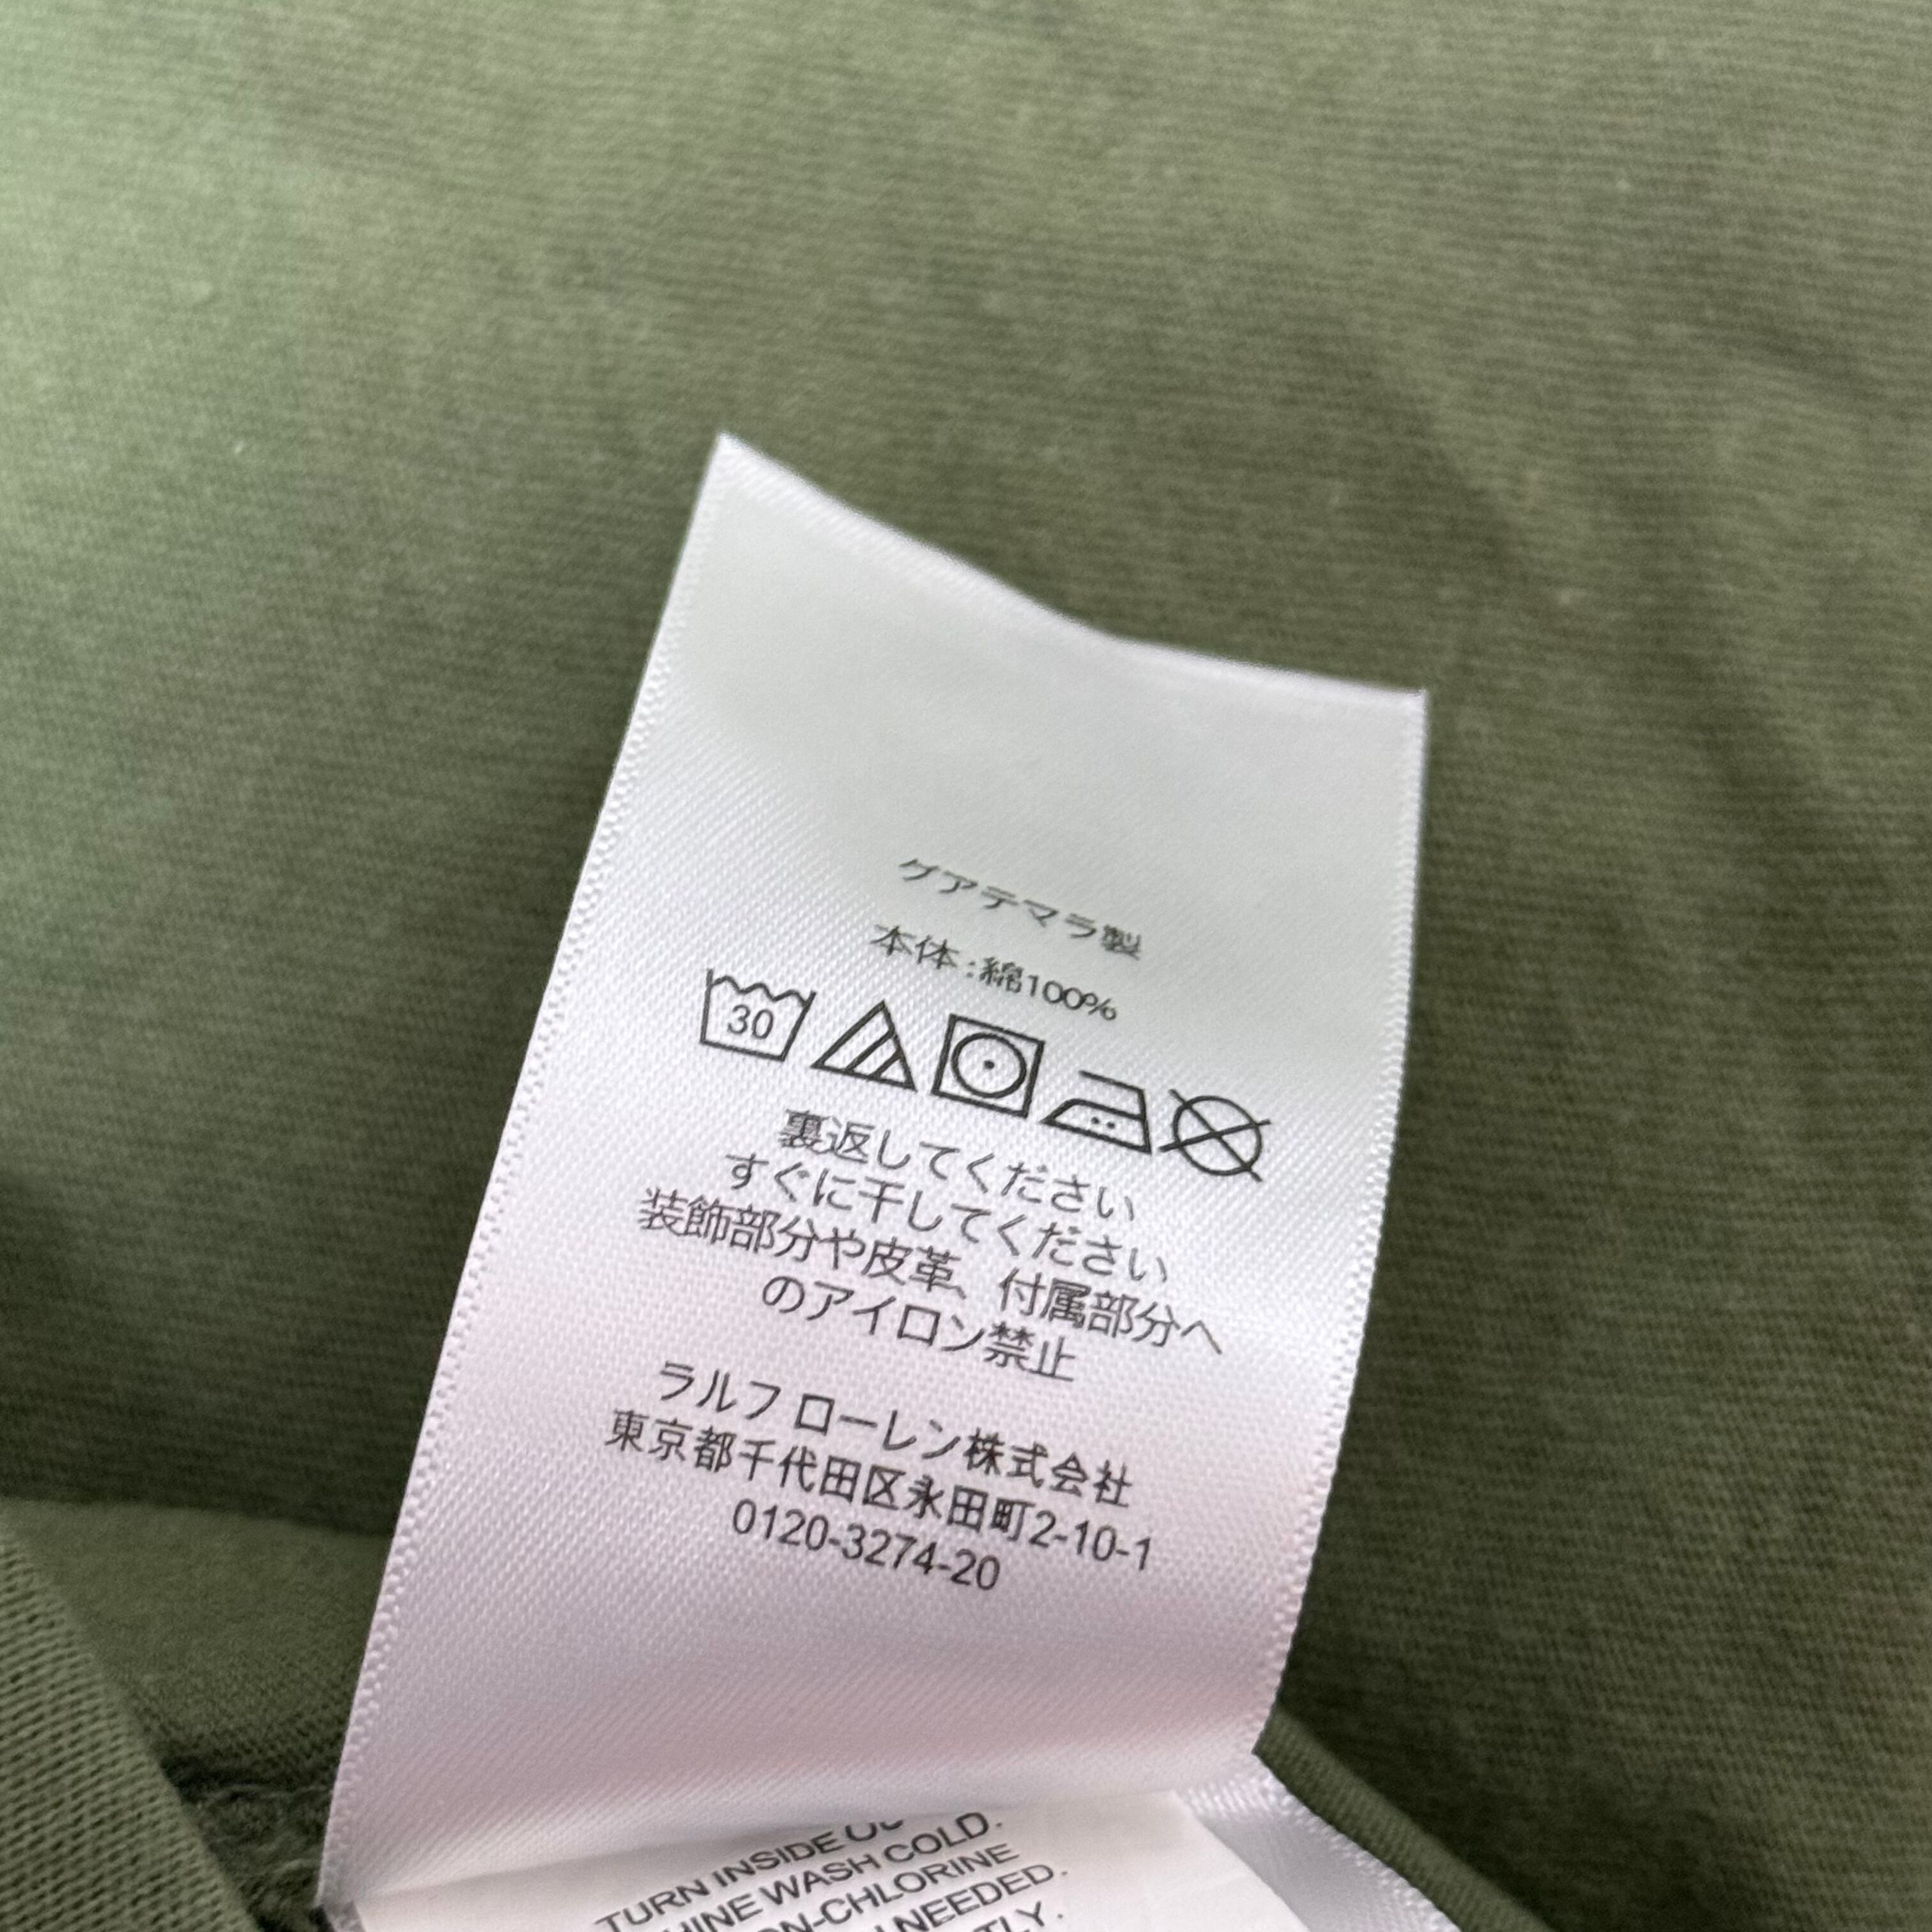 グアテマラ製
本体:綿100%
30
裏返してください
すぐに干してください
装飾部分や皮革、付属部分へ
のアイロン禁止
ラルフ ローレン株式会社
東京都千代田区永田町2-10-1
0120-3274-20
TURN INSIDE
WASH COLD.
NEEDED.